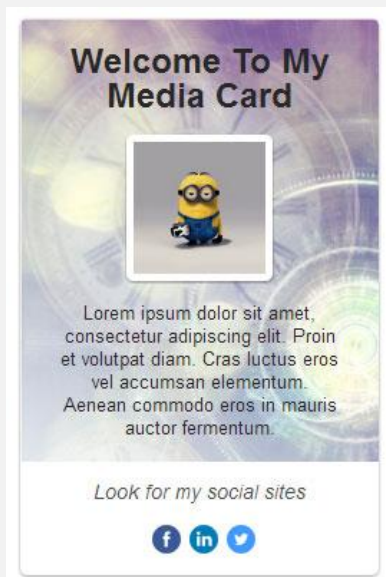 Welcome To My
Media Card
Lorem ipsum dolor sit amet,
consectetur adipiscing elit. Proin
et volutpat diam. Cras luctus eros
vel accumsan elementum.
Aenean commodo eros in mauris
auctor fermentum.
Look for my social sites
f in